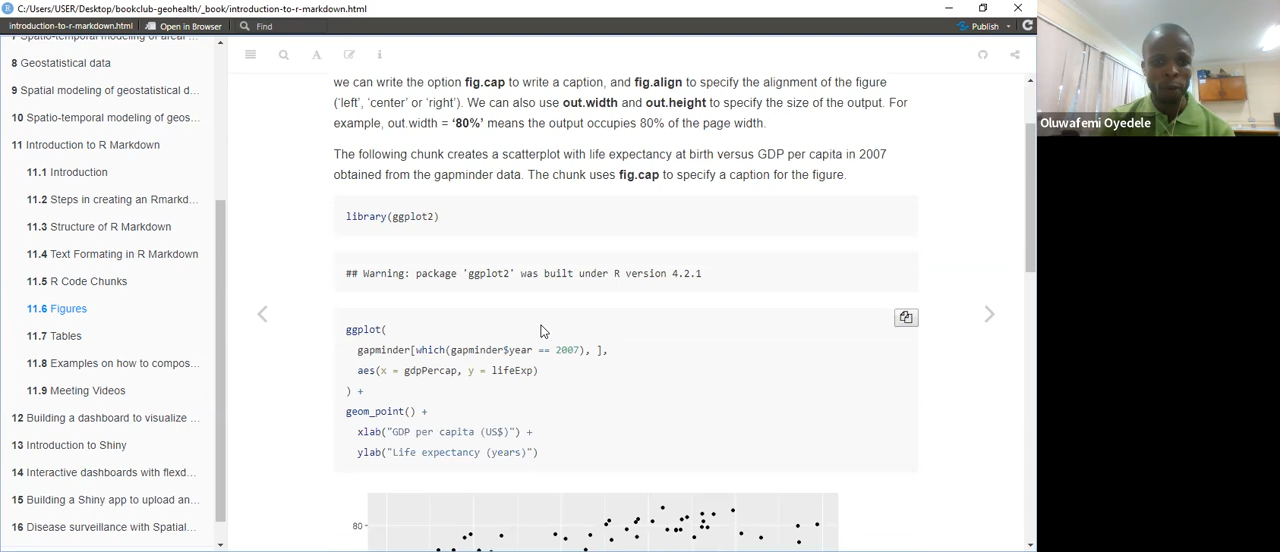 C:/Users/USER/Desktop/bookclub-geohealth/_book/introduction-to-r-markdown.html
introduction-to-r-markdown.html
Open in Browser
Find
Publish
7 Spatio-temporal modeling of areal ...
8 Geostatistical data
9 Spatial modeling of geostatistical d...
10 Spatio-temporal modeling of geos...
11 Introduction to R Markdown
11.1 Introduction
11.2 Steps in creating an Rmarkd...
11.3 Structure of R Markdown
11.4 Text Formating in R Markdown
11.5 R Code Chunks
11.6 Figures
11.7 Tables
11.8 Examples on how to compos...
11.9 Meeting Videos
12 Building a dashboard to visualize ...
13 Introduction to Shiny
14 Interactive dashboards with flexd...
15 Building a Shiny app to upload an...
16 Disease surveillance with Spatial...
we can write the option fig.cap to write a caption, and fig.align to specify the alignment of the figure
('left', 'center' or 'right'). We can also use out.width and out.height to specify the size of the output. For
example, out.width = '80%' means the output occupies 80% of the page width.
The following chunk creates a scatterplot with life expectancy at birth versus GDP per capita in 2007
obtained from the gapminder data. The chunk uses fig.cap to specify a caption for the figure.
library(ggplot2)
## Warning: package 'ggplot2' was built under R version 4.2.1
ggplot(
gapminder[which(gapminder$year == 2007), ],
aes(x = gdpPercap, y = lifeExp)
) +
geom_point() +
xlab("GDP per capita (US$)") +
ylab("Life expectancy (years)")
80
Oluwafemi Oyedele